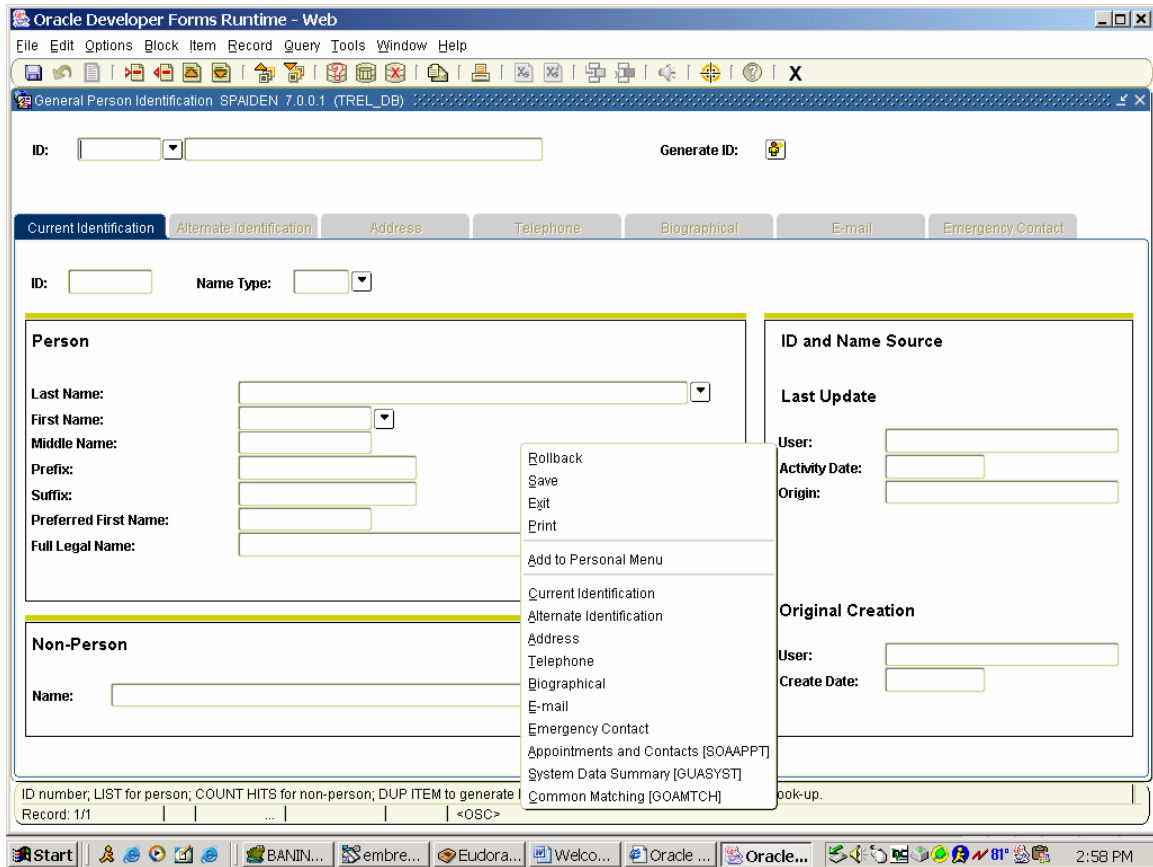 Oracle Developer Forms Runtime - Web
File Edit Options Block Item Record Query Tools Window Help
X
General Person Identification SPAIDEN 7.0.0.1 (TREL_DB)
ID: Generate ID:
Current Identification Alternate Identification Address Telephone Biographical E-mail Emergency Contact
ID: Name Type:
Person
Last Name:
First Name:
Middle Name:
Prefix:
Suffix:
Preferred First Name:
Full Legal Name:
Non-Person
Name:
ID and Name Source
Last Update
User:
Activity Date:
Origin:
Original Creation
User:
Create Date:
Rollback
Save
Exit
Print
Add to Personal Menu
Current Identification
Alternate Identification
Address
Telephone
Biographical
E-mail
Emergency Contact
Appointments and Contacts [SOAAPPT]
System Data Summary [GUASYST]
Common Matching [GOAMTCH]
ID number; LIST for person; COUNT HITS for non-person; DUP ITEM to generate ook-up.
Record: 1/1 ... <OSC>
Start BANIN... embre... Eudora... Welco... Oracle ... Oracle... 81° 2:58 PM